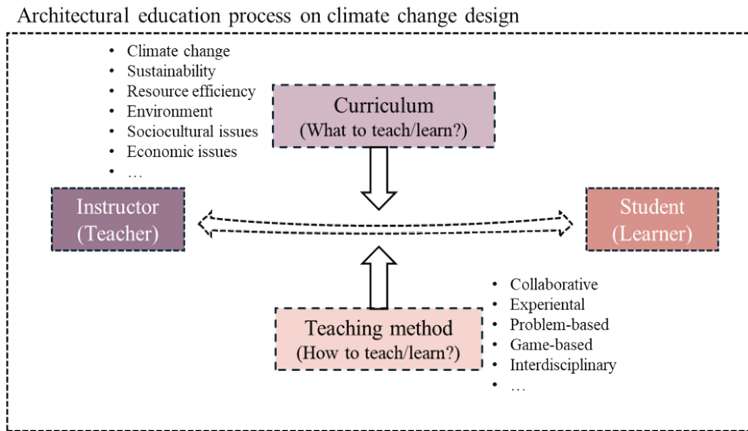 Architectural education process on climate change design
• Climate change
• Sustainability
• Resource efficiency
• Environment
• Sociocultural issues
• Economic issues
• …
Curriculum
(What to teach/learn?)
Instructor
(Teacher)
Student
(Learner)
Teaching method
(How to teach/learn?)
• Collaborative
• Experiental
• Problem-based
• Game-based
• Interdisciplinary
• …